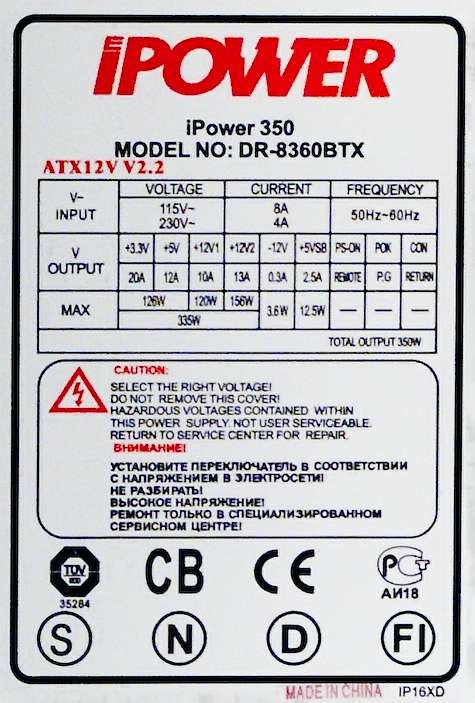 iPOWER
iPower 350
MODEL NO: DR-8360BTX
ATX12V V2.2
V~ INPUT VOLTAGE CURRENT FREQUENCY
115V~ 8A 50Hz~60Hz
230V~ 4A
V OUTPUT +3.3V +5V +12V1 +12V2 -12V +5VSB PS-ON POK CON
20A 12A 10A 13A 0.3A 2.5A REMOTE P.G RETURN
MAX 126W 120W 156W 3.6W 12.5W — — —
335W
TOTAL OUTPUT 350W
CAUTION:
SELECT THE RIGHT VOLTAGE!
DO NOT REMOVE THIS COVER!
HAZARDOUS VOLTAGES CONTAINED WITHIN
THIS POWER SUPPLY. NOT USER SERVICEABLE.
RETURN TO SERVICE CENTER FOR REPAIR.
ВНИМАНИЕ!
УСТАНОВИТЕ ПЕРЕКЛЮЧАТЕЛЬ В СООТВЕТСТВИИ
С НАПРЯЖЕНИЕМ В ЭЛЕКТРОСЕТИ!
НЕ РАЗБИРАТЬ!
ВЫСОКОЕ НАПРЯЖЕНИЕ!
РЕМОНТ ТОЛЬКО В СПЕЦИАЛИЗИРОВАННОМ
СЕРВИСНОМ ЦЕНТРЕ!
TUV CB CE РСТ
35284 АИ18
S N D FI
MADE IN CHINA IP16XD